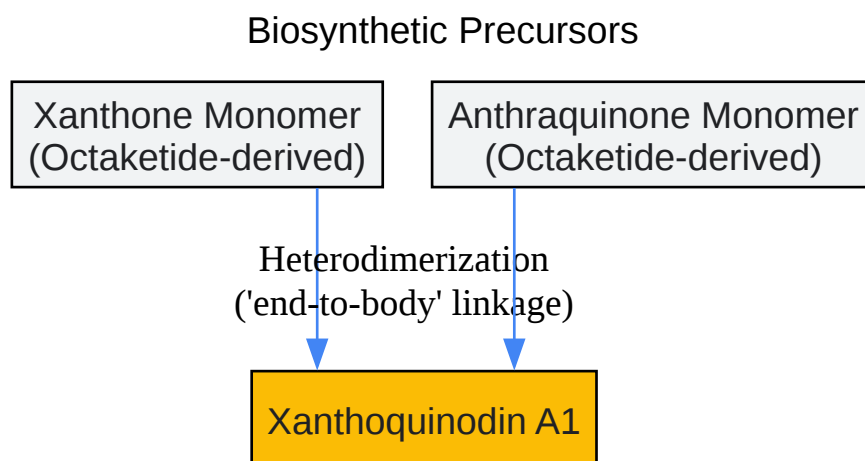 Biosynthetic Precursors
Xanthone Monomer
(Octaketide-derived)
Anthraquinone Monomer
(Octaketide-derived)
Heterodimerization
('end-to-body' linkage)
Xanthoquinodin A1